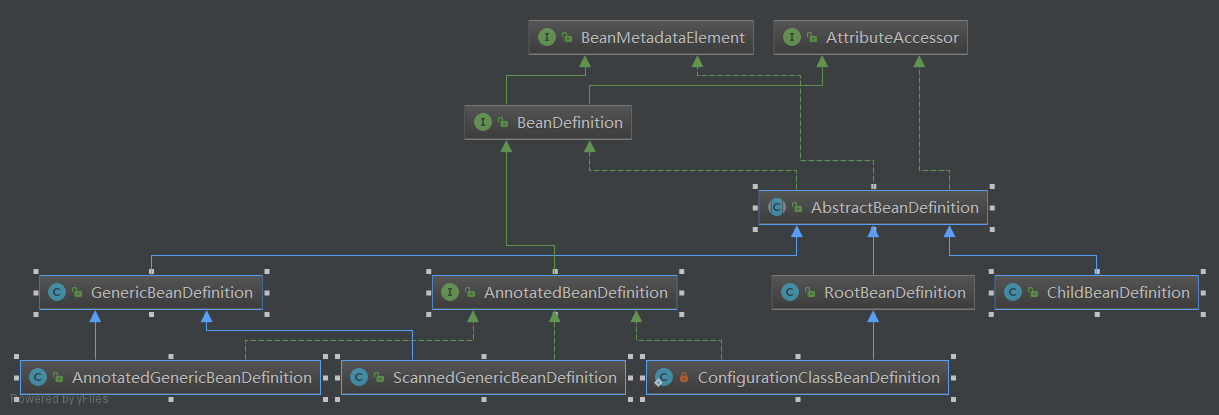 BeanMetadataElement
AttributeAccessor
BeanDefinition
AbstractBeanDefinition
GenericBeanDefinition
AnnotatedBeanDefinition
RootBeanDefinition
ChildBeanDefinition
AnnotatedGenericBeanDefinition
ScannedGenericBeanDefinition
ConfigurationClassBeanDefinition
Powered by yFiles